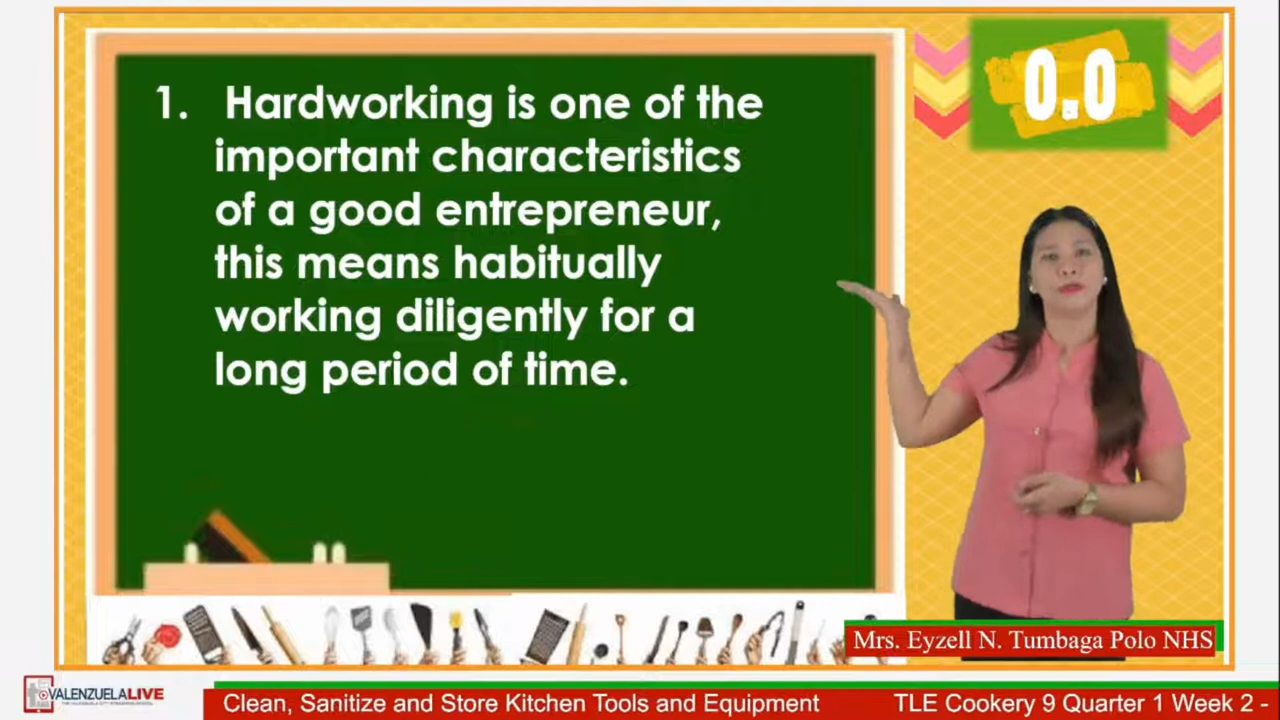 1. Hardworking is one of the
important characteristics
of a good entrepreneur,
this means habitually
working diligently for a
long period of time.
0.0
Mrs. Eyzell N. Tumbaga Polo NHS
VALENZUELALIVE
Clean, Sanitize and Store Kitchen Tools and Equipment
TLE Cookery 9 Quarter 1 Week 2 -